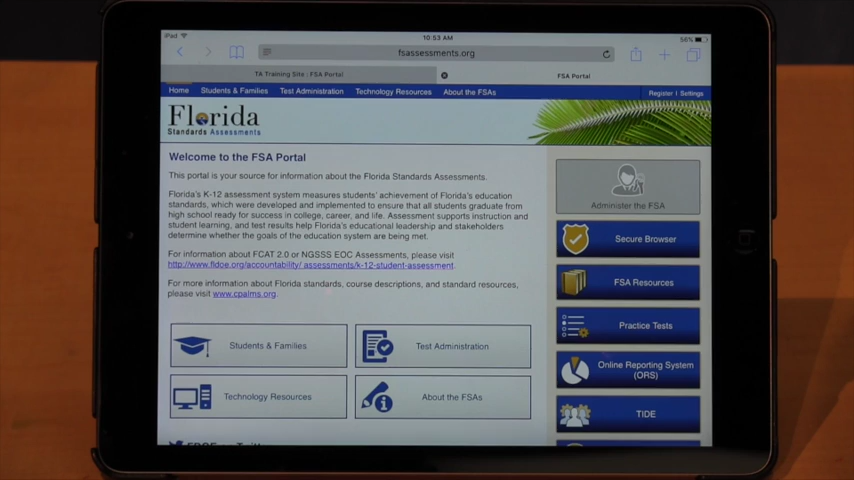 iPad
10:53 AM
56%
fsassessments.org
TA Training Site : FSA Portal
FSA Portal
Home
Students & Families
Test Administration
Technology Resources
About the FSAs
Register | Settings
Florida
Standards Assessments
Welcome to the FSA Portal
This portal is your source for information about the Florida Standards Assessments.
Florida's K-12 assessment system measures students' achievement of Florida's education
standards, which were developed and implemented to ensure that all students graduate from
high school ready for success in college, career, and life. Assessment supports instruction and
student learning, and test results help Florida's educational leadership and stakeholders
determine whether the goals of the education system are being met.
For information about FCAT 2.0 or NGSSS EOC Assessments, please visit
http://www.fldoe.org/accountability/ assessments/k-12-student-assessment.
For more information about Florida standards, course descriptions, and standard resources,
please visit www.cpalms.org.
Students & Families
Test Administration
Technology Resources
About the FSAs
FDOE on Twitter
Administer the FSA
Secure Browser
FSA Resources
Practice Tests
Online Reporting System
(ORS)
TIDE